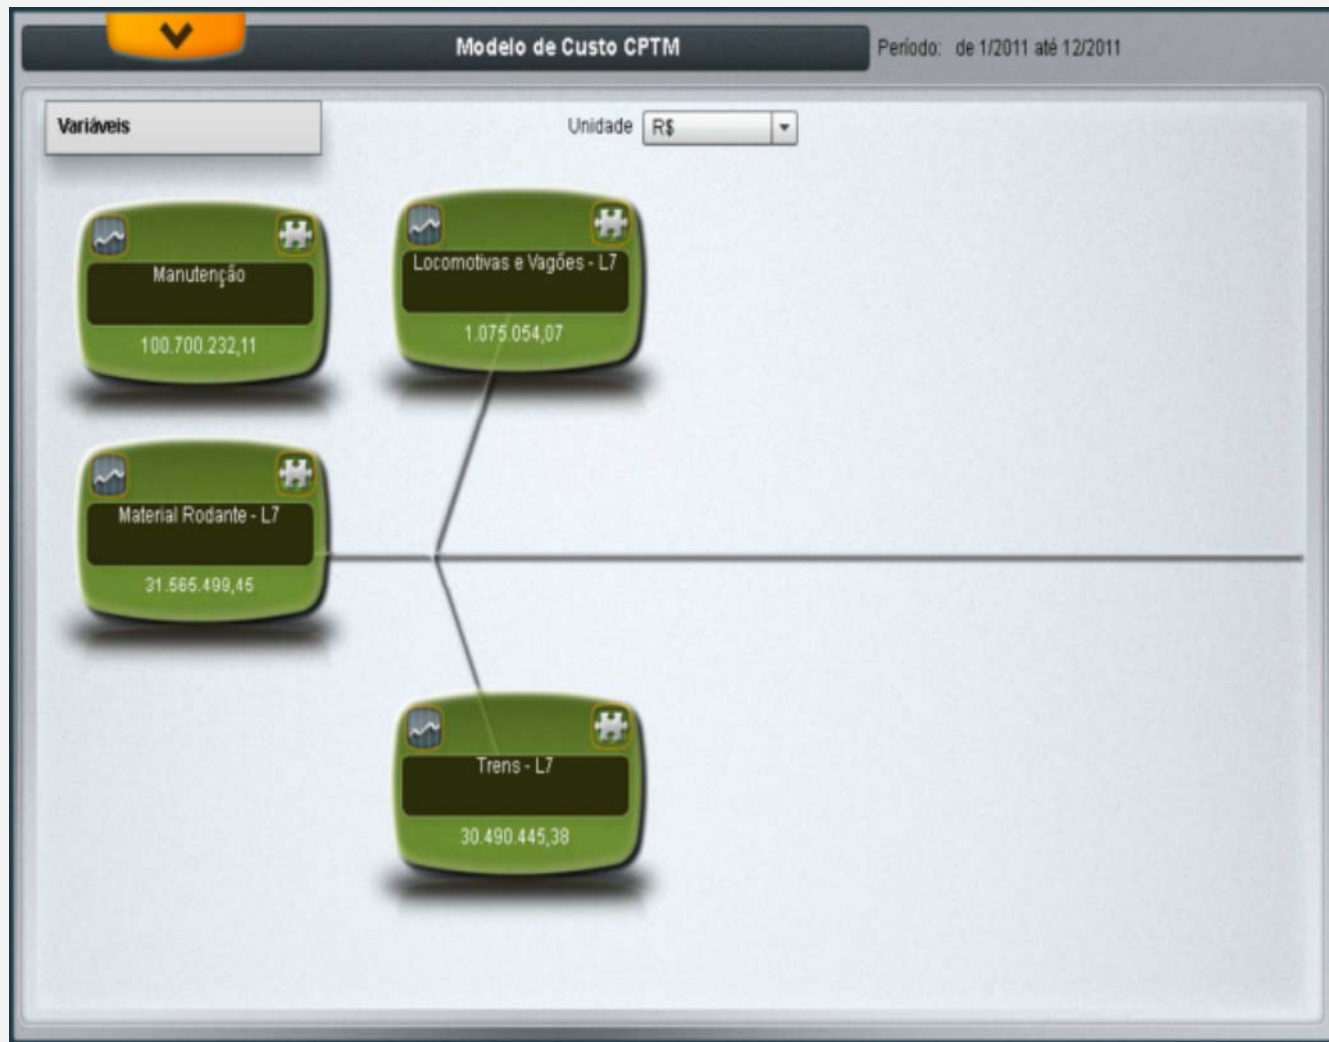 Modelo de Custo CPTM
Período: de 1/2011 até 12/2011
Variáveis
Unidade R$
Manutenção
100.700.232,11
Locomotivas e Vagões - L7
1.075.054,07
Material Rodante - L7
31.565.499,45
Trens - L7
30.490.445,38